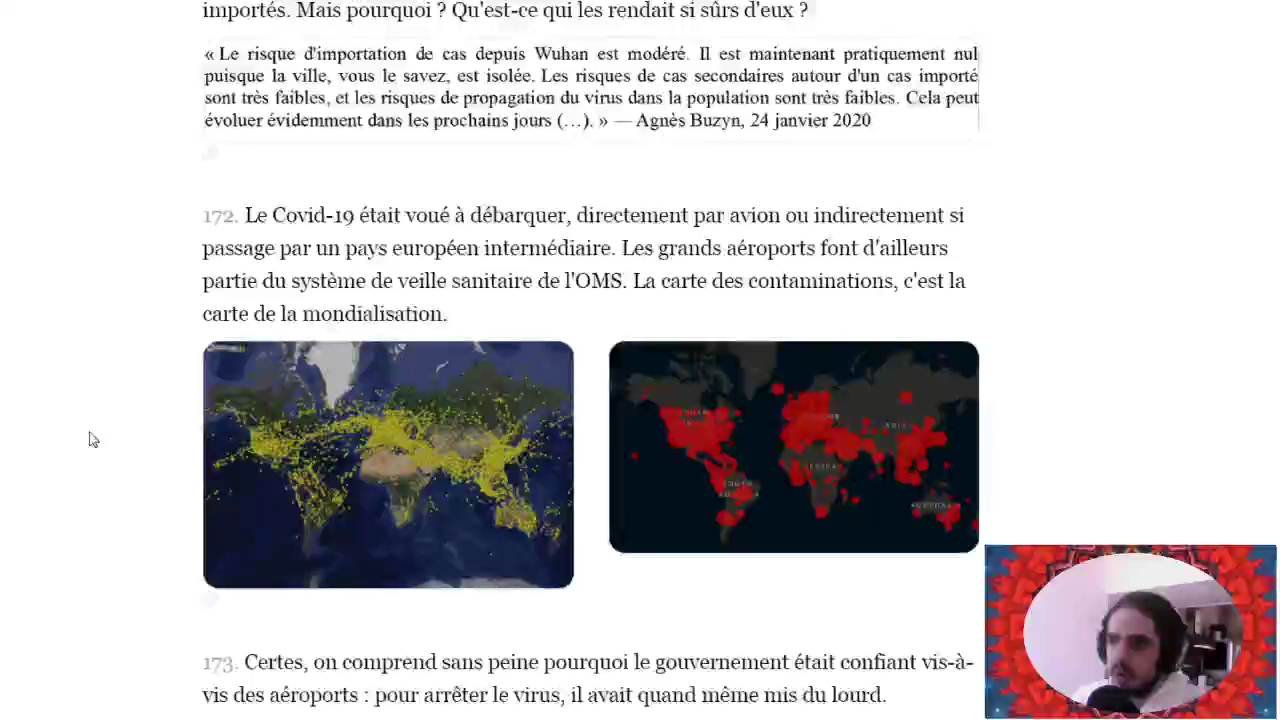 importés. Mais pourquoi ? Qu'est-ce qui les rendait si sûrs d'eux ?
« Le risque d'importation de cas depuis Wuhan est modéré. Il est maintenant pratiquement nul
puisque la ville, vous le savez, est isolée. Les risques de cas secondaires autour d'un cas importé
sont très faibles, et les risques de propagation du virus dans la population sont très faibles. Cela peut
évoluer évidemment dans les prochains jours (…). » — Agnès Buzyn, 24 janvier 2020
172. Le Covid-19 était voué à débarquer, directement par avion ou indirectement si
passage par un pays européen intermédiaire. Les grands aéroports font d'ailleurs
partie du système de veille sanitaire de l'OMS. La carte des contaminations, c'est la
carte de la mondialisation.
ASIA
AFRICA
SOUTH
AUSTRALIA
173. Certes, on comprend sans peine pourquoi le gouvernement était confiant vis-à-
vis des aéroports : pour arrêter le virus, il avait quand même mis du lourd.